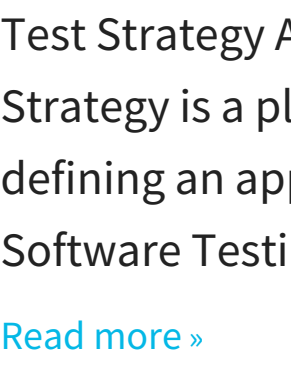 Test Strategy A
Strategy is a pl
defining an app
Software Testi
Read more »